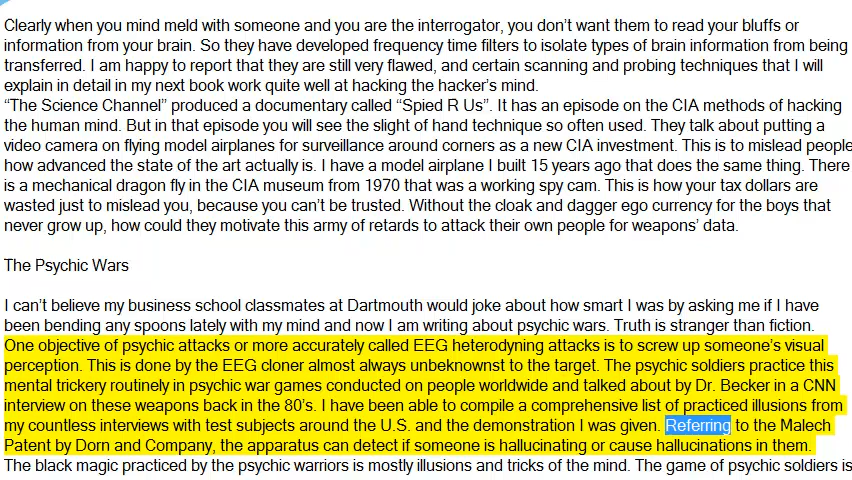 Clearly when you mind meld with someone and you are the interrogator, you don’t want them to read your bluffs or
information from your brain. So they have developed frequency time filters to isolate types of brain information from being
transferred. I am happy to report that they are still very flawed, and certain scanning and probing techniques that I will
explain in detail in my next book work quite well at hacking the hacker’s mind.
“The Science Channel” produced a documentary called “Spied R Us”. It has an episode on the CIA methods of hacking
the human mind. But in that episode you will see the slight of hand technique so often used. They talk about putting a
video camera on flying model airplanes for surveillance around corners as a new CIA investment. This is to mislead people
how advanced the state of the art actually is. I have a model airplane I built 15 years ago that does the same thing. There
is a mechanical dragon fly in the CIA museum from 1970 that was a working spy cam. This is how your tax dollars are
wasted just to mislead you, because you can’t be trusted. Without the cloak and dagger ego currency for the boys that
never grow up, how could they motivate this army of retards to attack their own people for weapons’ data.
The Psychic Wars
I can’t believe my business school classmates at Dartmouth would joke about how smart I was by asking me if I have
been bending any spoons lately with my mind and now I am writing about psychic wars. Truth is stranger than fiction.
One objective of psychic attacks or more accurately called EEG heterodyning attacks is to screw up someone’s visual
perception. This is done by the EEG cloner almost always unbeknownst to the target. The psychic soldiers practice this
mental trickery routinely in psychic war games conducted on people worldwide and talked about by Dr. Becker in a CNN
interview on these weapons back in the 80’s. I have been able to compile a comprehensive list of practiced illusions from
my countless interviews with test subjects around the U.S. and the demonstration I was given. Referring to the Malech
Patent by Dorn and Company, the apparatus can detect if someone is hallucinating or cause hallucinations in them.
The black magic practiced by the psychic warriors is mostly illusions and tricks of the mind. The game of psychic soldiers is